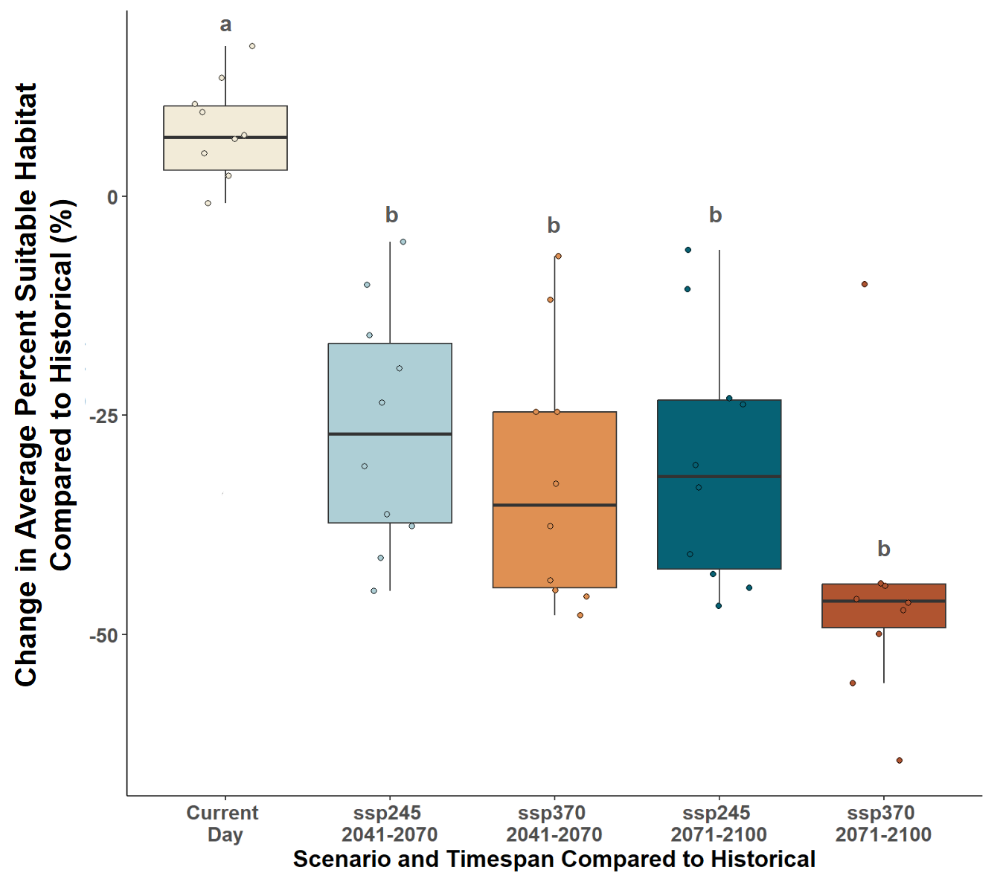 Change in Average Percent Suitable Habitat
Compared to Historical (%)
0
-25
-50
a
b
b
b
b
Current
Day
ssp245
2041-2070
ssp370
2041-2070
ssp245
2071-2100
ssp370
2071-2100
Scenario and Timespan Compared to Historical